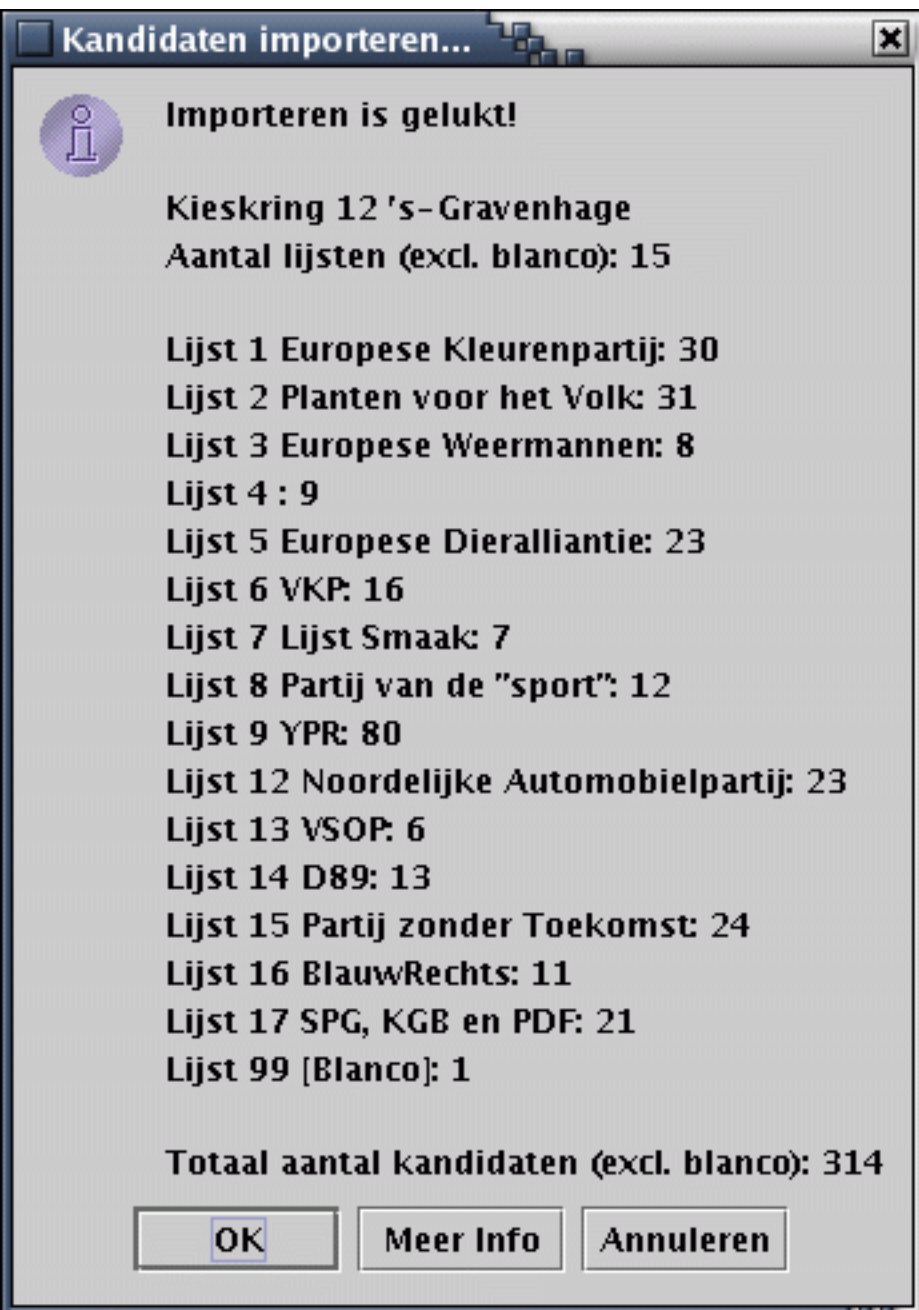 Kandidaten importeren...
Importeren is gelukt!
Kieskring 12 's-Gravenhage
Aantal lijsten (excl. blanco): 15
Lijst 1 Europese Kleurenpartij: 30
Lijst 2 Planten voor het Volk: 31
Lijst 3 Europese Weermannen: 8
Lijst 4 : 9
Lijst 5 Europese Dieralliantie: 23
Lijst 6 VKP: 16
Lijst 7 Lijst Smaak: 7
Lijst 8 Partij van de "sport": 12
Lijst 9 YPR: 80
Lijst 12 Noordelijke Automobielpartij: 23
Lijst 13 VSOP: 6
Lijst 14 D89: 13
Lijst 15 Partij zonder Toekomst: 24
Lijst 16 BlauwRechts: 11
Lijst 17 SPG, KGB en PDF: 21
Lijst 99 [Blanco]: 1
Totaal aantal kandidaten (excl. blanco): 314
OK Meer Info Annuleren